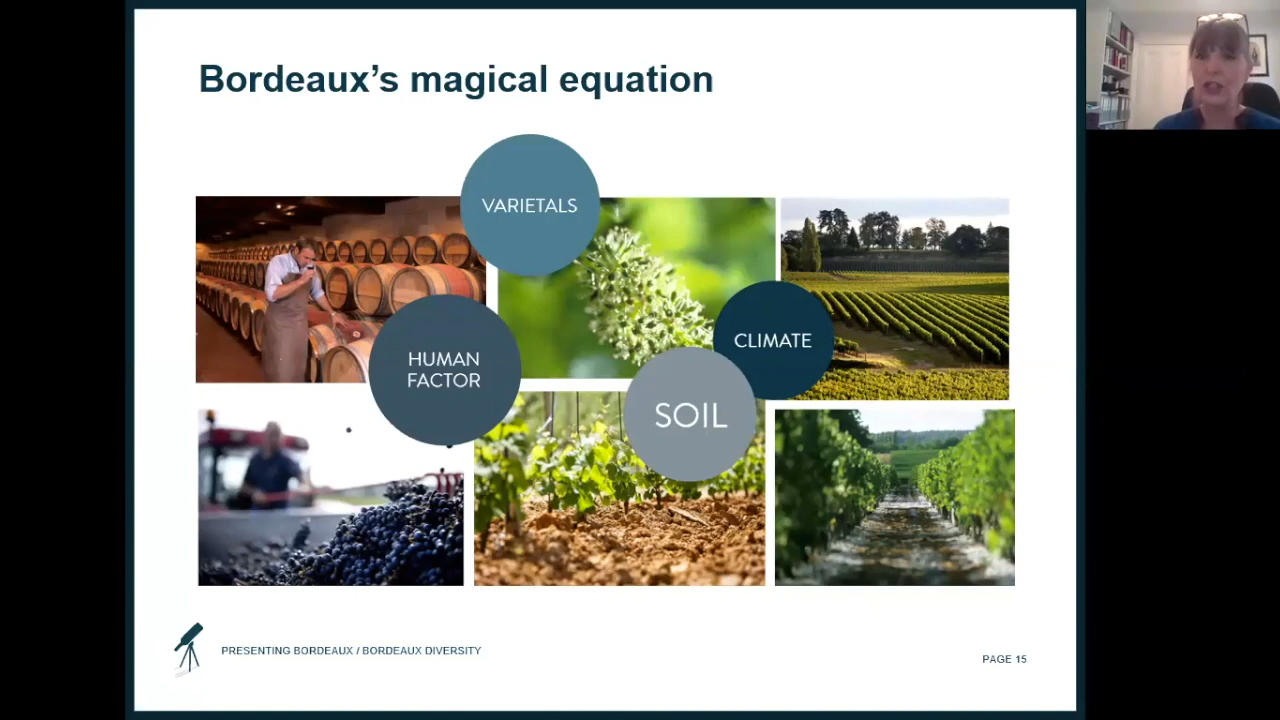 Bordeaux’s magical equation
VARIETALS
HUMAN
FACTOR
CLIMATE
SOIL
PRESENTING BORDEAUX / BORDEAUX DIVERSITY
PAGE 15